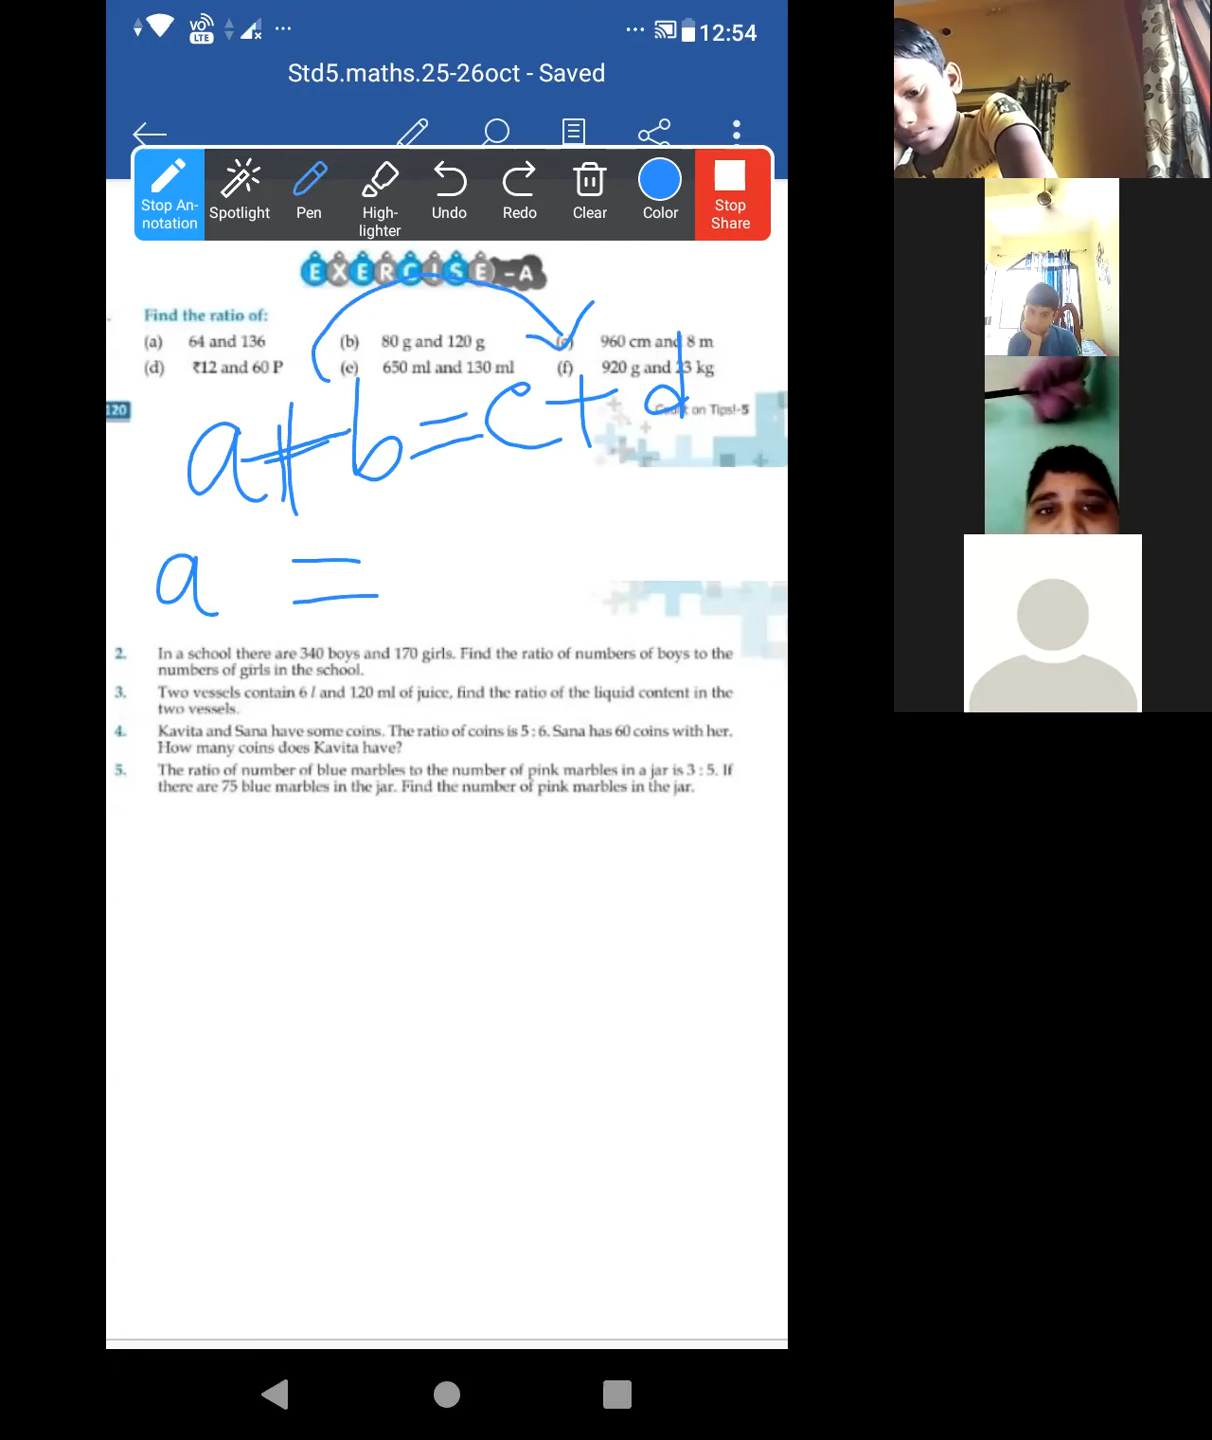 VO)) LTE ... ... 12:54
Std5.maths.25-26oct - Saved
Stop An-notation Spotlight Pen High-lighter Undo Redo Clear Color Stop Share
EXERCISE-A
Find the ratio of:
(a) 64 and 136 (b) 80 g and 120 g (c) 960 cm and 8 m
(d) ₹12 and 60 P (e) 650 ml and 130 ml (f) 920 g and 23 kg
120 on Tips!-5
a + b = c + d
a =
2. In a school there are 340 boys and 170 girls. Find the ratio of numbers of boys to the
numbers of girls in the school.
3. Two vessels contain 6 l and 120 ml of juice, find the ratio of the liquid content in the
two vessels.
4. Kavita and Sana have some coins. The ratio of coins is 5 : 6. Sana has 60 coins with her.
How many coins does Kavita have?
5. The ratio of number of blue marbles to the number of pink marbles in a jar is 3 : 5. If
there are 75 blue marbles in the jar. Find the number of pink marbles in the jar.